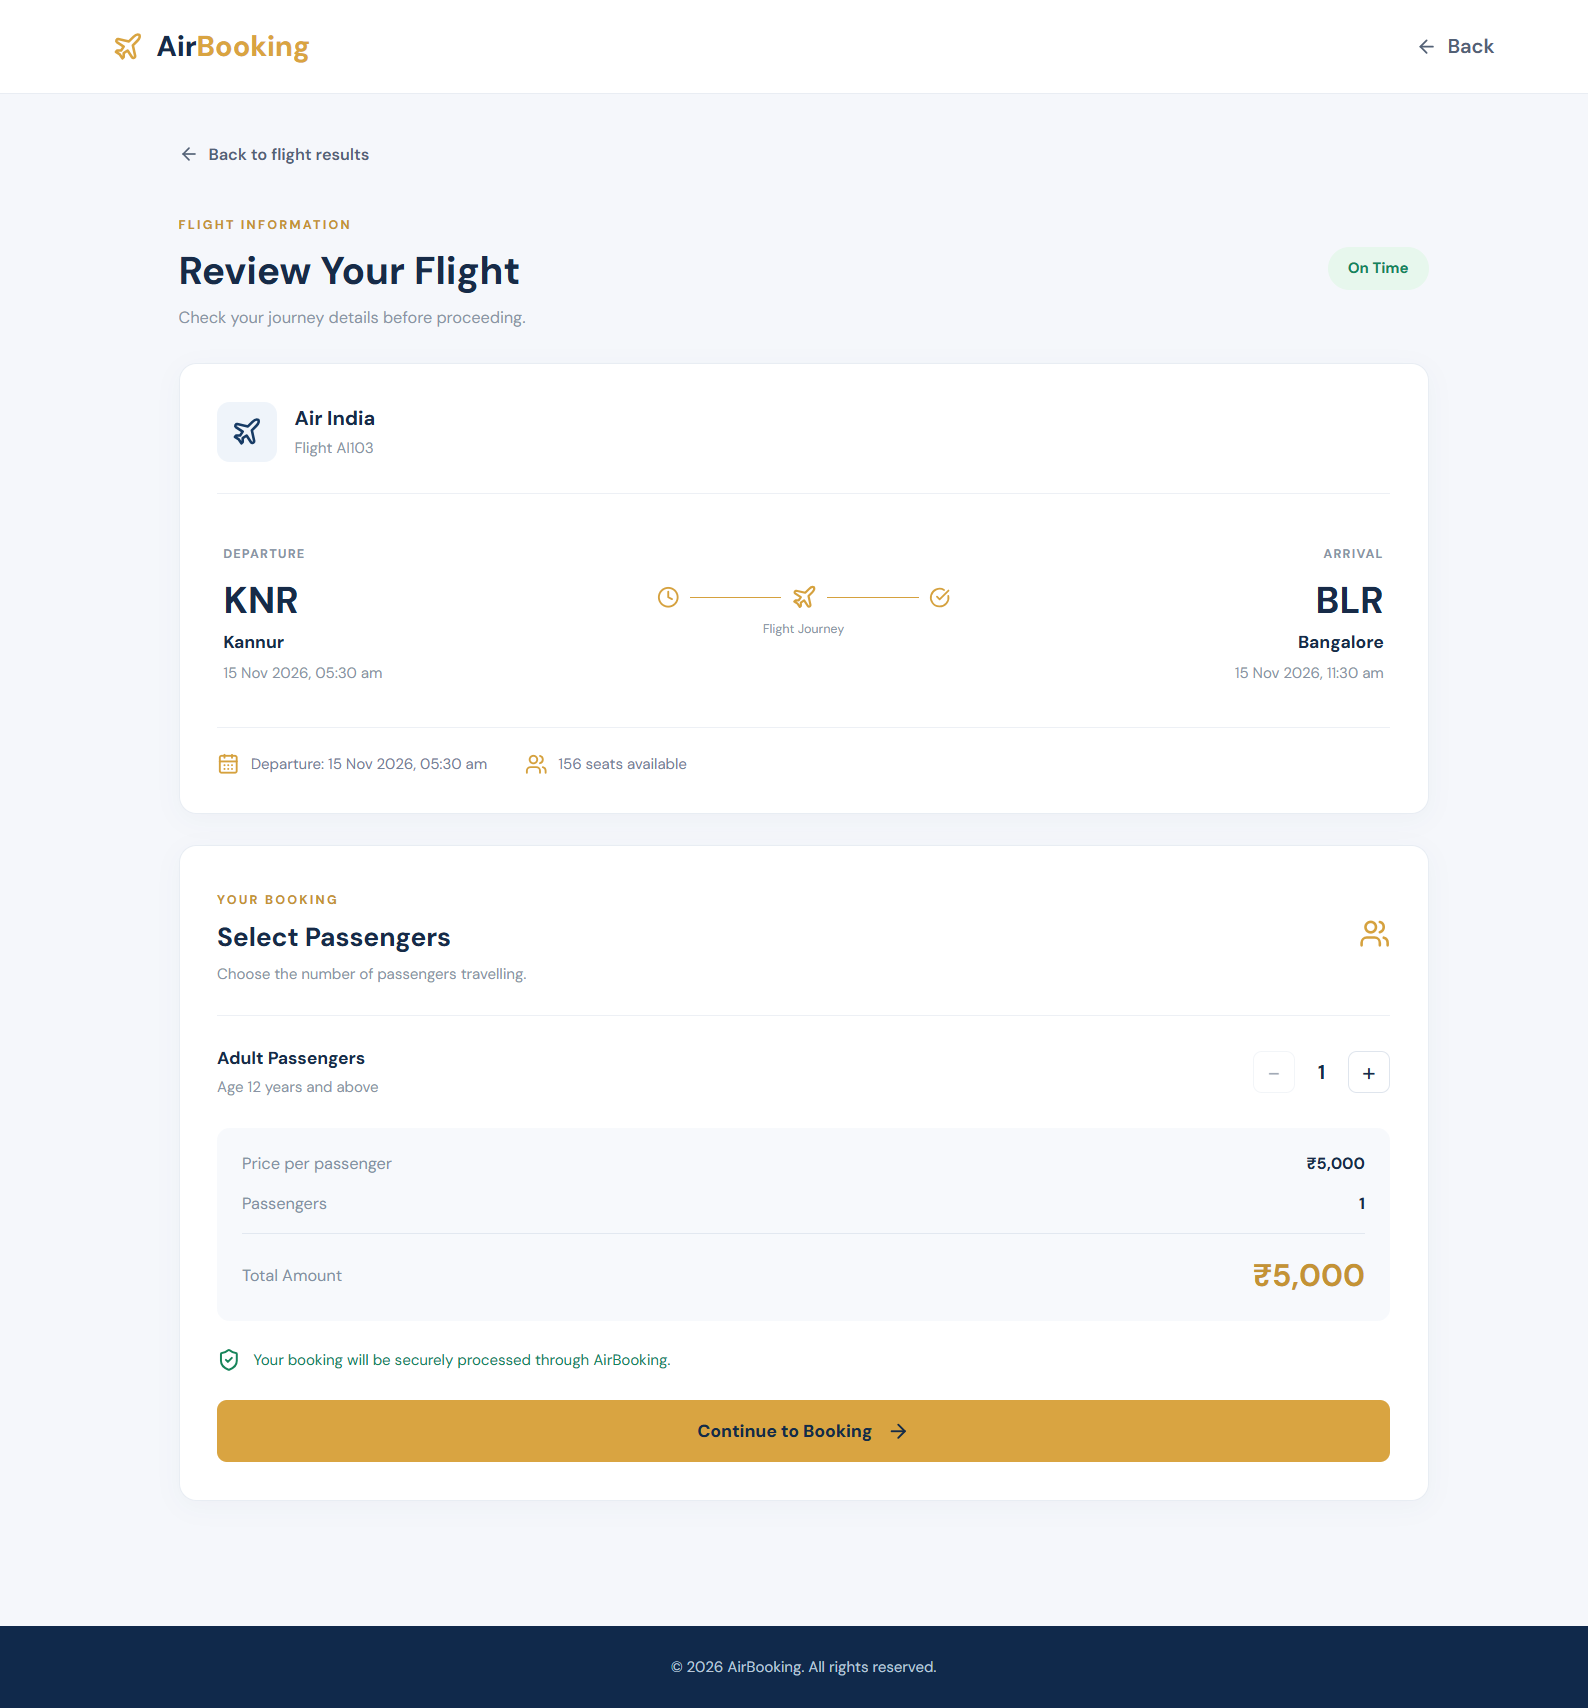 AirBooking
Back
Back to flight results
FLIGHT INFORMATION
Review Your Flight
On Time
Check your journey details before proceeding.
Air India
Flight AI103
DEPARTURE
ARRIVAL
KNR
BLR
Flight Journey
Kannur
Bangalore
15 Nov 2026, 05:30 am
15 Nov 2026, 11:30 am
Departure: 15 Nov 2026, 05:30 am
156 seats available
YOUR BOOKING
Select Passengers
Choose the number of passengers travelling.
Adult Passengers
Age 12 years and above
− 1 +
Price per passenger ₹5,000
Passengers 1
Total Amount ₹5,000
Your booking will be securely processed through AirBooking.
Continue to Booking
© 2026 AirBooking. All rights reserved.